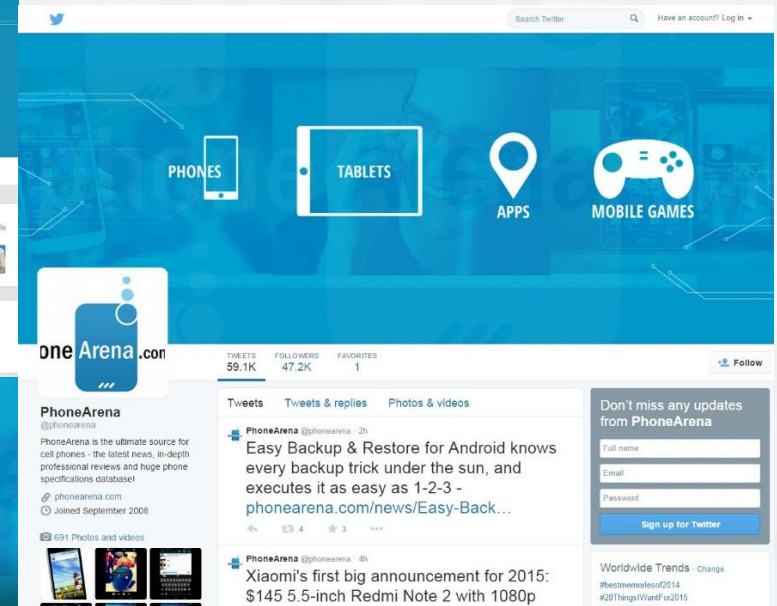 Search Twitter
Have an account? Log in
PHONES
TABLETS
APPS
MOBILE GAMES
one Arena.com
TWEETS
59.1K
FOLLOWERS
47.2K
FAVORITES
1
Follow
PhoneArena
@phonearena
PhoneArena is the ultimate source for
cell phones - the latest news, in-depth
professional reviews and huge phone
specifications database!
phonearena.com
Joined September 2008
691 Photos and videos
Tweets Tweets & replies Photos & videos
PhoneArena @phonearena · 2h
Easy Backup & Restore for Android knows
every backup trick under the sun, and
executes it as easy as 1-2-3 -
phonearena.com/news/Easy-Back...
4 3
PhoneArena @phonearena · 4h
Xiaomi's first big announcement for 2015:
$145 5.5-inch Redmi Note 2 with 1080p
Don't miss any updates
from PhoneArena
Full name
Email
Password
Sign up for Twitter
Worldwide Trends · Change
#bestmemoriesof2014
#20ThingsIWantFor2015